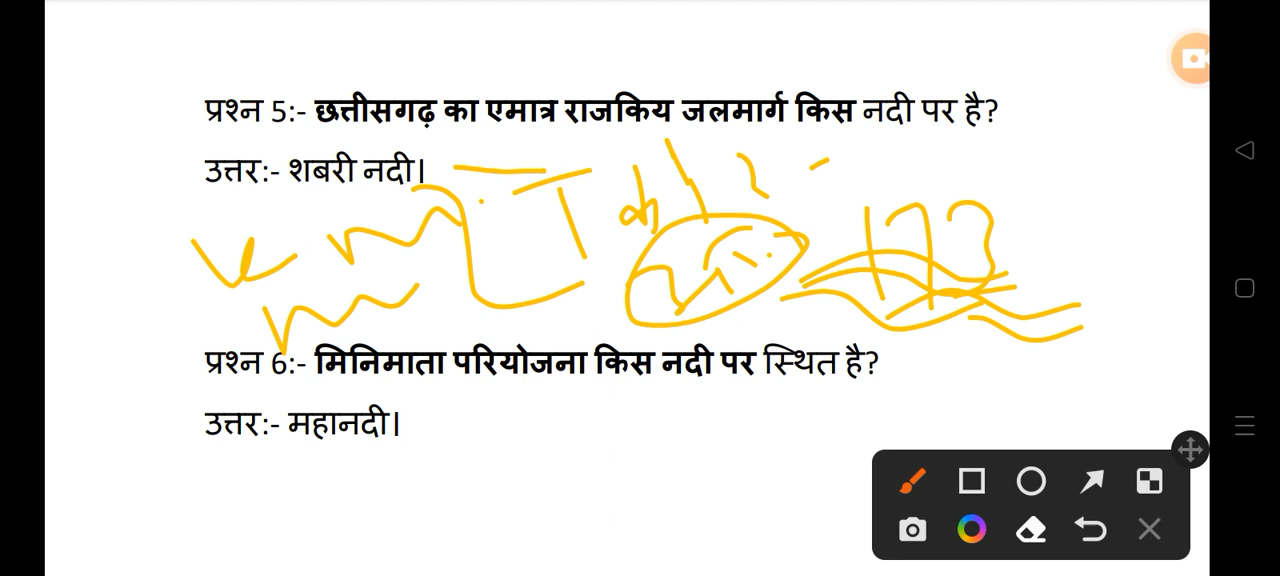 प्रश्न 5:- छत्तीसगढ़ का एमात्र राजकिय जलमार्ग किस नदी पर है?
उत्तर:- शबरी नदी।
प्रश्न 6:- मिनिमाता परियोजना किस नदी पर स्थित है?
उत्तर:- महानदी।